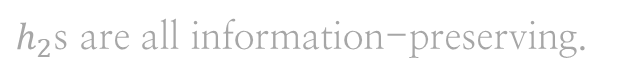 h₂s are all information-preserving.